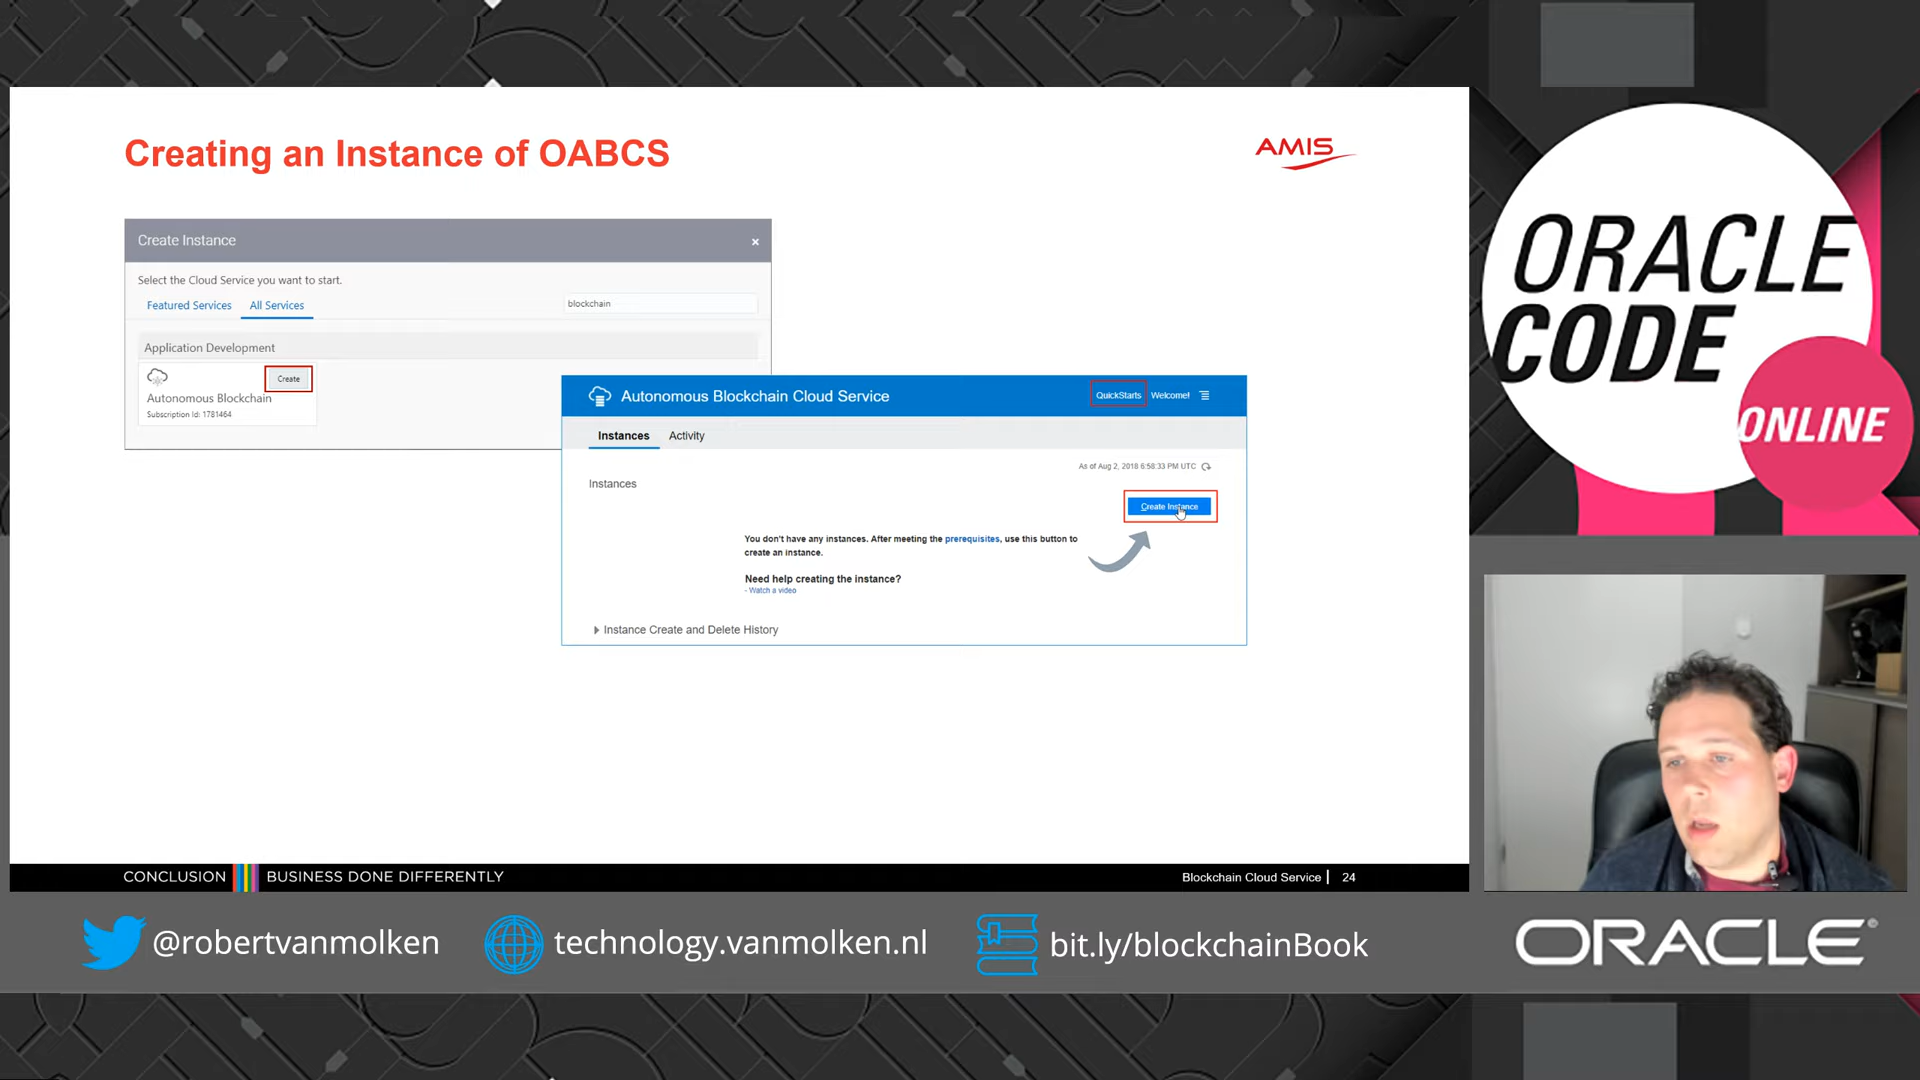 Creating an Instance of OABCS
AMIS
Create Instance
×
Select the Cloud Service you want to start.
Featured Services
All Services
blockchain
Application Development
Create
Autonomous Blockchain
Subscription Id: 1781464
Autonomous Blockchain Cloud Service
QuickStarts
Welcome!
Instances
Activity
As of Aug 2, 2018 6:58:33 PM UTC
Instances
Create Instance
You don't have any instances. After meeting the prerequisites, use this button to
create an instance.
Need help creating the instance?
- Watch a video
Instance Create and Delete History
CONCLUSION
BUSINESS DONE DIFFERENTLY
Blockchain Cloud Service | 24
ORACLE
CODE
ONLINE
@robertvanmolken
technology.vanmolken.nl
bit.ly/blockchainBook
ORACLE®